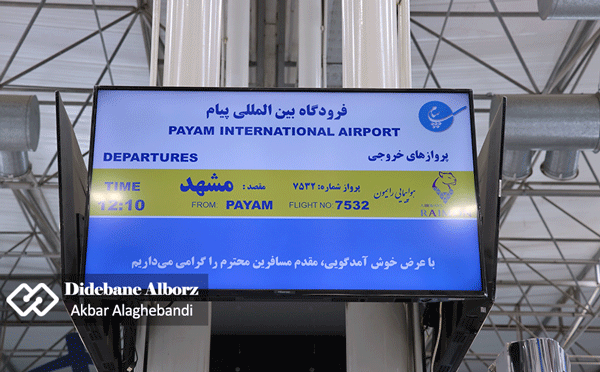 فرودگاه بین المللی پیام
PAYAM INTERNATIONAL AIRPORT
پیام
DEPARTURES
پروازهای خروجی
TIME
12:10
مقصد : مشهد
FROM: PAYAM
پرواز شماره: ۷۵۳۲
FLIGHT NO: 7532
هواپیمایی رایمون
با عرض خوش آمدگویی، مقدم مسافرین محترم را گرامی می‌داریم
Didebane Alborz
Akbar Alaghebandi